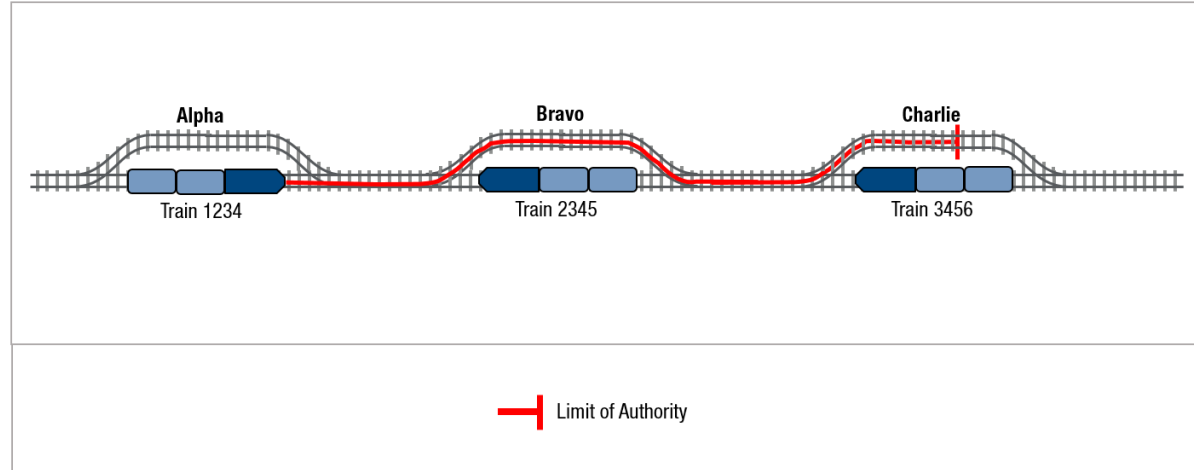 Alpha
Bravo
Charlie
Train 1234
Train 2345
Train 3456
Limit of Authority